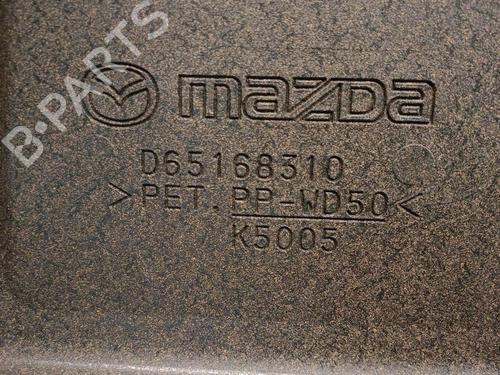 mazda
D65168310
>PET.PP-WD50<
K5005
B-PARTS